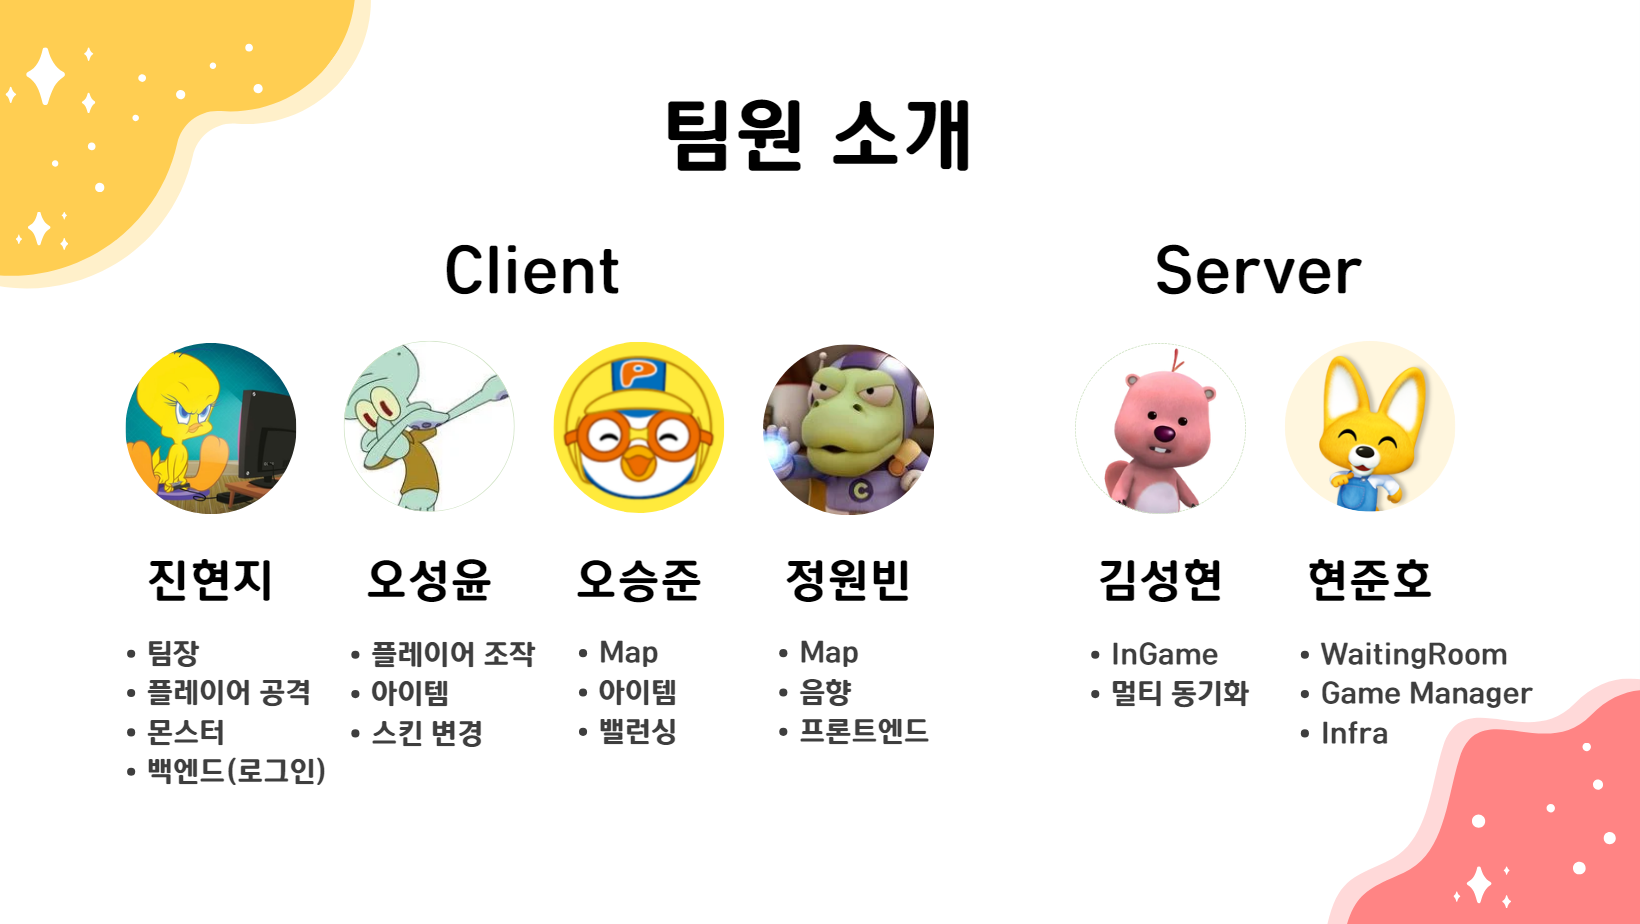 팀원 소개
Client
Server
P
C
진현지
오성윤
오승준
정원빈
김성현
현준호
• 팀장
• 플레이어 공격
• 몬스터
• 백엔드(로그인)
• 플레이어 조작
• 아이템
• 스킨 변경
• Map
• 아이템
• 밸런싱
• Map
• 음향
• 프론트엔드
• InGame
• 멀티 동기화
• WaitingRoom
• Game Manager
• Infra